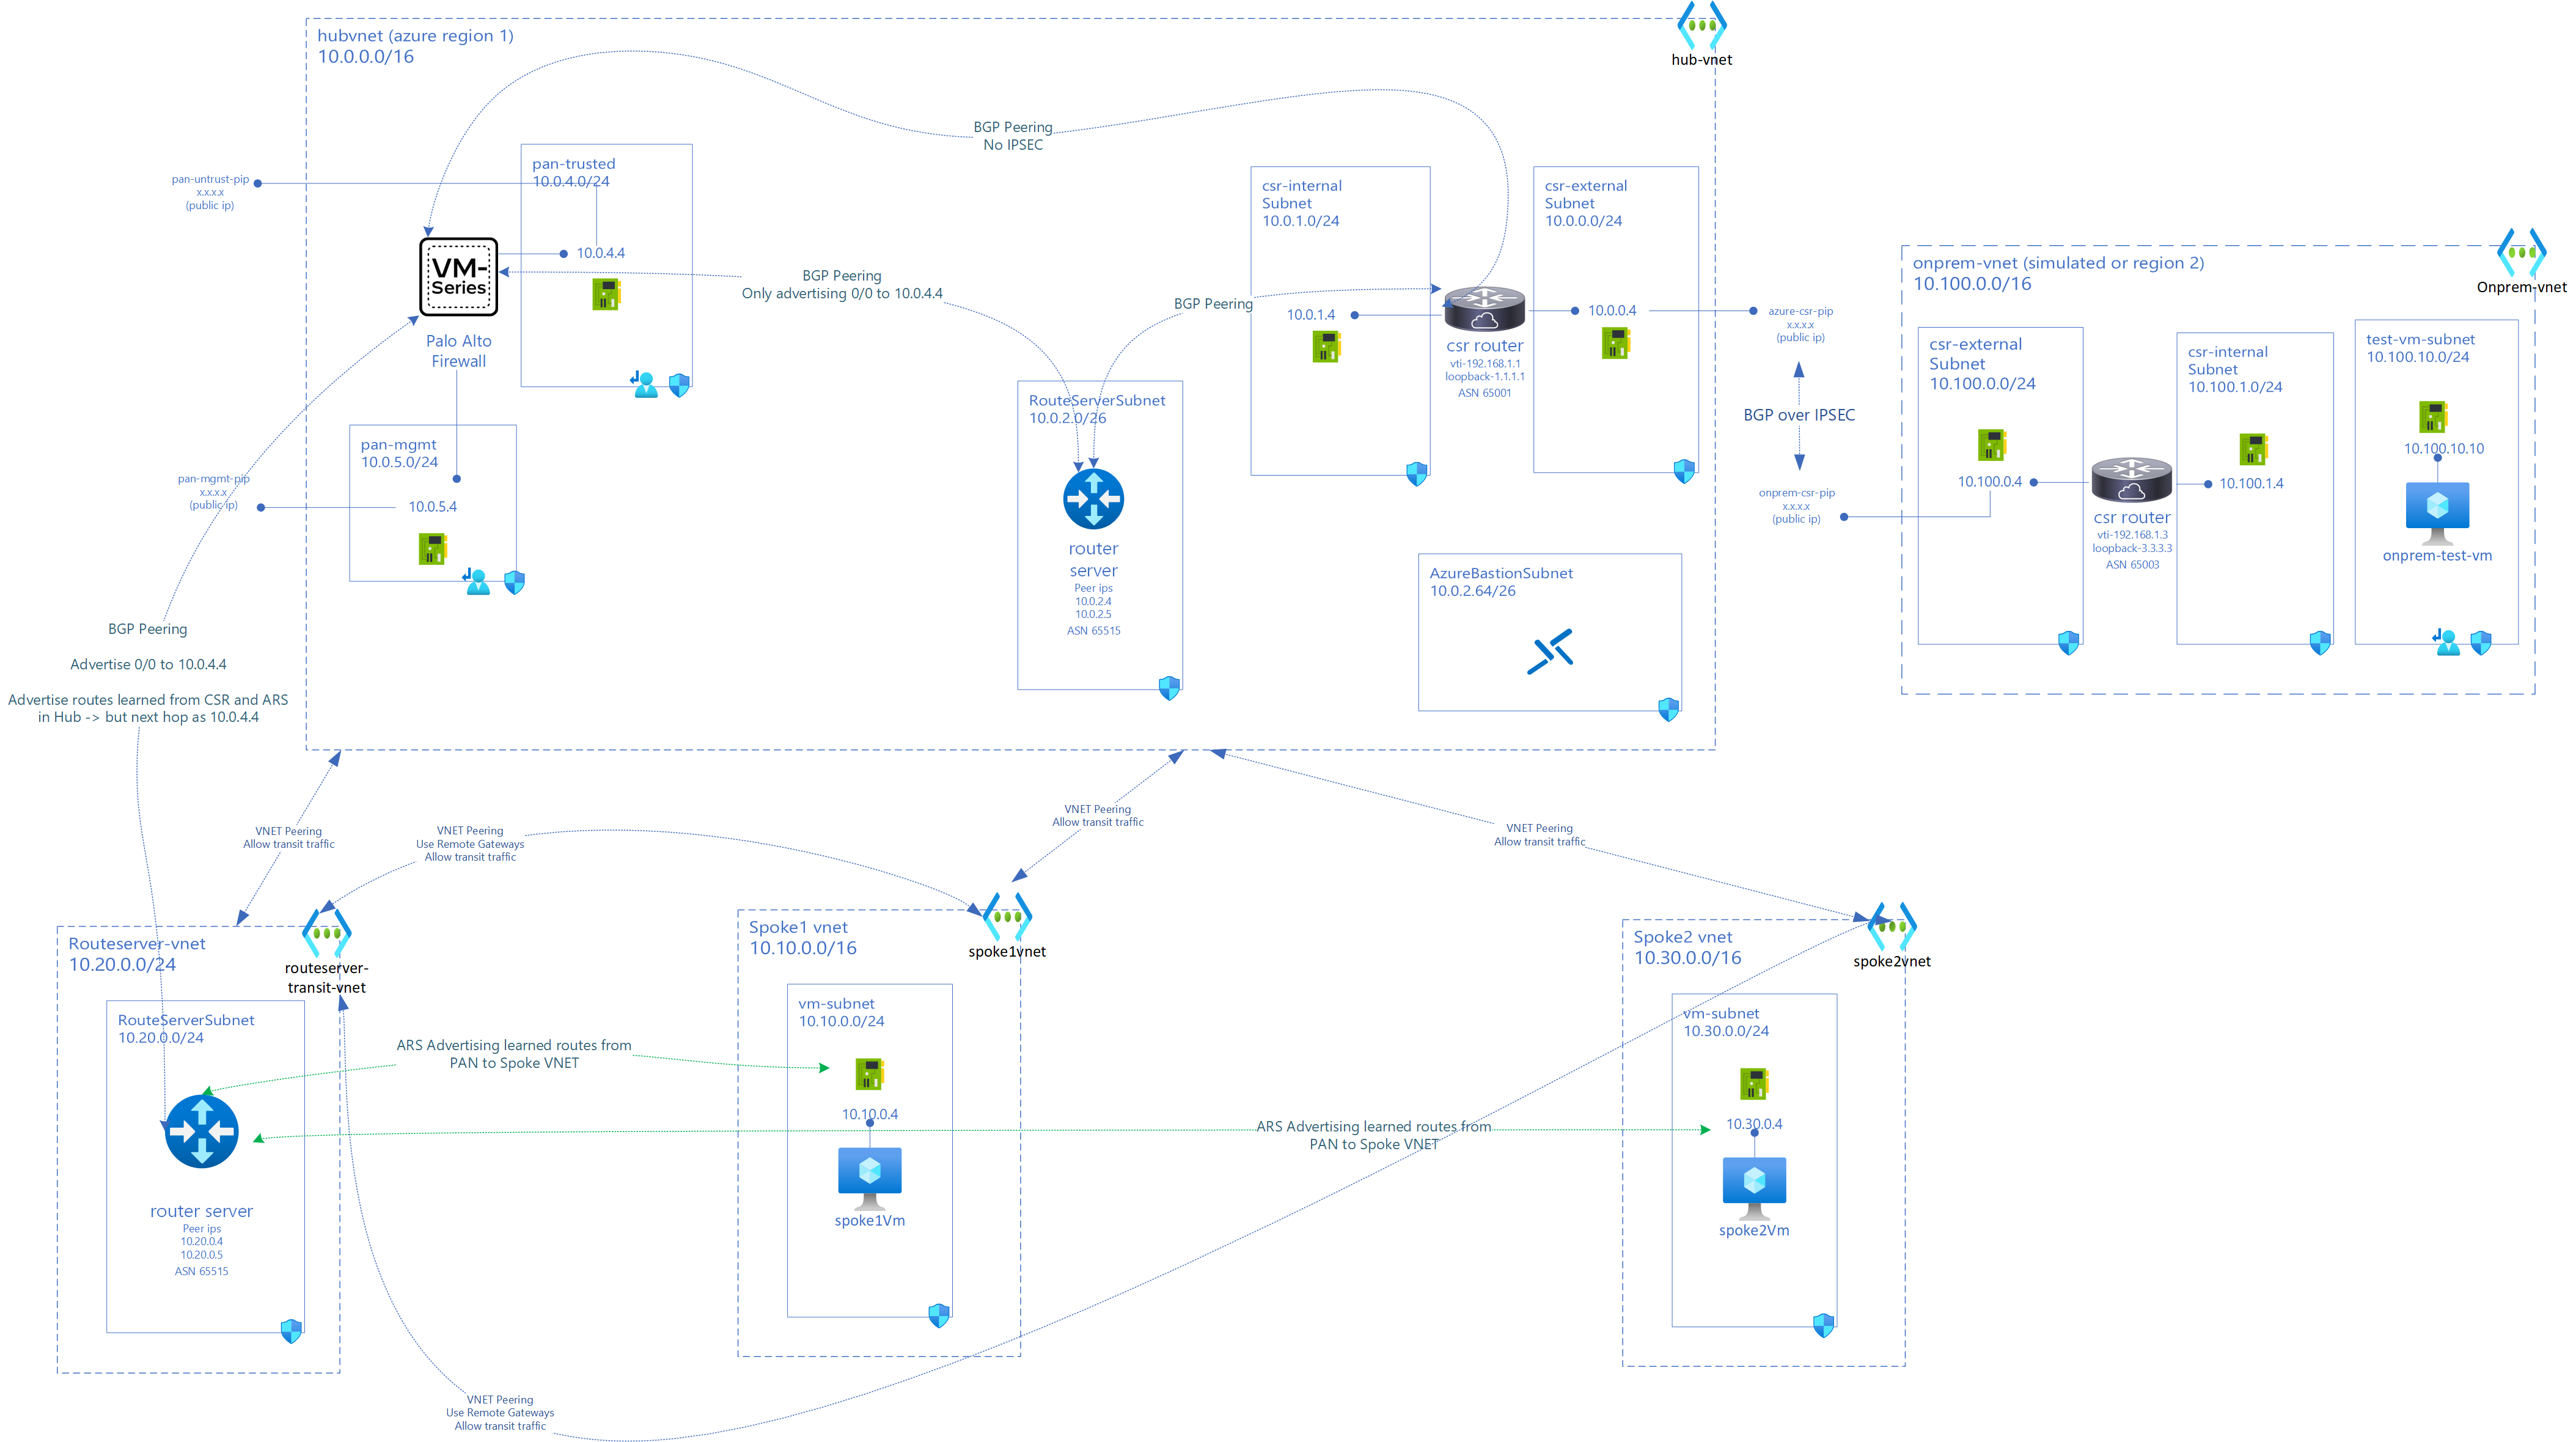 hubvnet (azure region 1)
10.0.0.0/16
hub-vnet
BGP Peering
No IPSEC
pan-untrust-pip
x.x.x.x
(public ip)
pan-trusted
10.0.4.0/24
10.0.4.4
VM-
Series
Palo Alto
Firewall
BGP Peering
Only advertising 0/0 to 10.0.4.4
BGP Peering
csr-internal
Subnet
10.0.1.0/24
10.0.1.4
csr router
vti-192.168.1.1
loopback-1.1.1.1
ASN 65001
csr-external
Subnet
10.0.0.0/24
10.0.0.4
azure-csr-pip
x.x.x.x
(public ip)
BGP over IPSEC
onprem-csr-pip
x.x.x.x
(public ip)
onprem-vnet (simulated or region 2)
10.100.0.0/16
Onprem-vnet
csr-external
Subnet
10.100.0.0/24
10.100.0.4
csr router
vti-192.168.1.3
loopback-3.3.3.3
ASN 65003
csr-internal
Subnet
10.100.1.0/24
10.100.1.4
test-vm-subnet
10.100.10.0/24
10.100.10.10
onprem-test-vm
pan-mgmt
10.0.5.0/24
10.0.5.4
pan-mgmt-pip
x.x.x.x
(public ip)
RouteServerSubnet
10.0.2.0/26
router
server
Peer ips
10.0.2.4
10.0.2.5
ASN 65515
AzureBastionSubnet
10.0.2.64/26
BGP Peering
Advertise 0/0 to 10.0.4.4
Advertise routes learned from CSR and ARS
in Hub -> but next hop as 10.0.4.4
VNET Peering
Allow transit traffic
VNET Peering
Use Remote Gateways
Allow transit traffic
VNET Peering
Allow transit traffic
VNET Peering
Allow transit traffic
Routeserver-vnet
10.20.0.0/24
routeserver-
transit-vnet
RouteServerSubnet
10.20.0.0/24
router server
Peer ips
10.20.0.4
10.20.0.5
ASN 65515
ARS Advertising learned routes from
PAN to Spoke VNET
Spoke1 vnet
10.10.0.0/16
spoke1vnet
vm-subnet
10.10.0.0/24
10.10.0.4
spoke1Vm
ARS Advertising learned routes from
PAN to Spoke VNET
Spoke2 vnet
10.30.0.0/16
spoke2vnet
vm-subnet
10.30.0.0/24
10.30.0.4
spoke2Vm
VNET Peering
Use Remote Gateways
Allow transit traffic